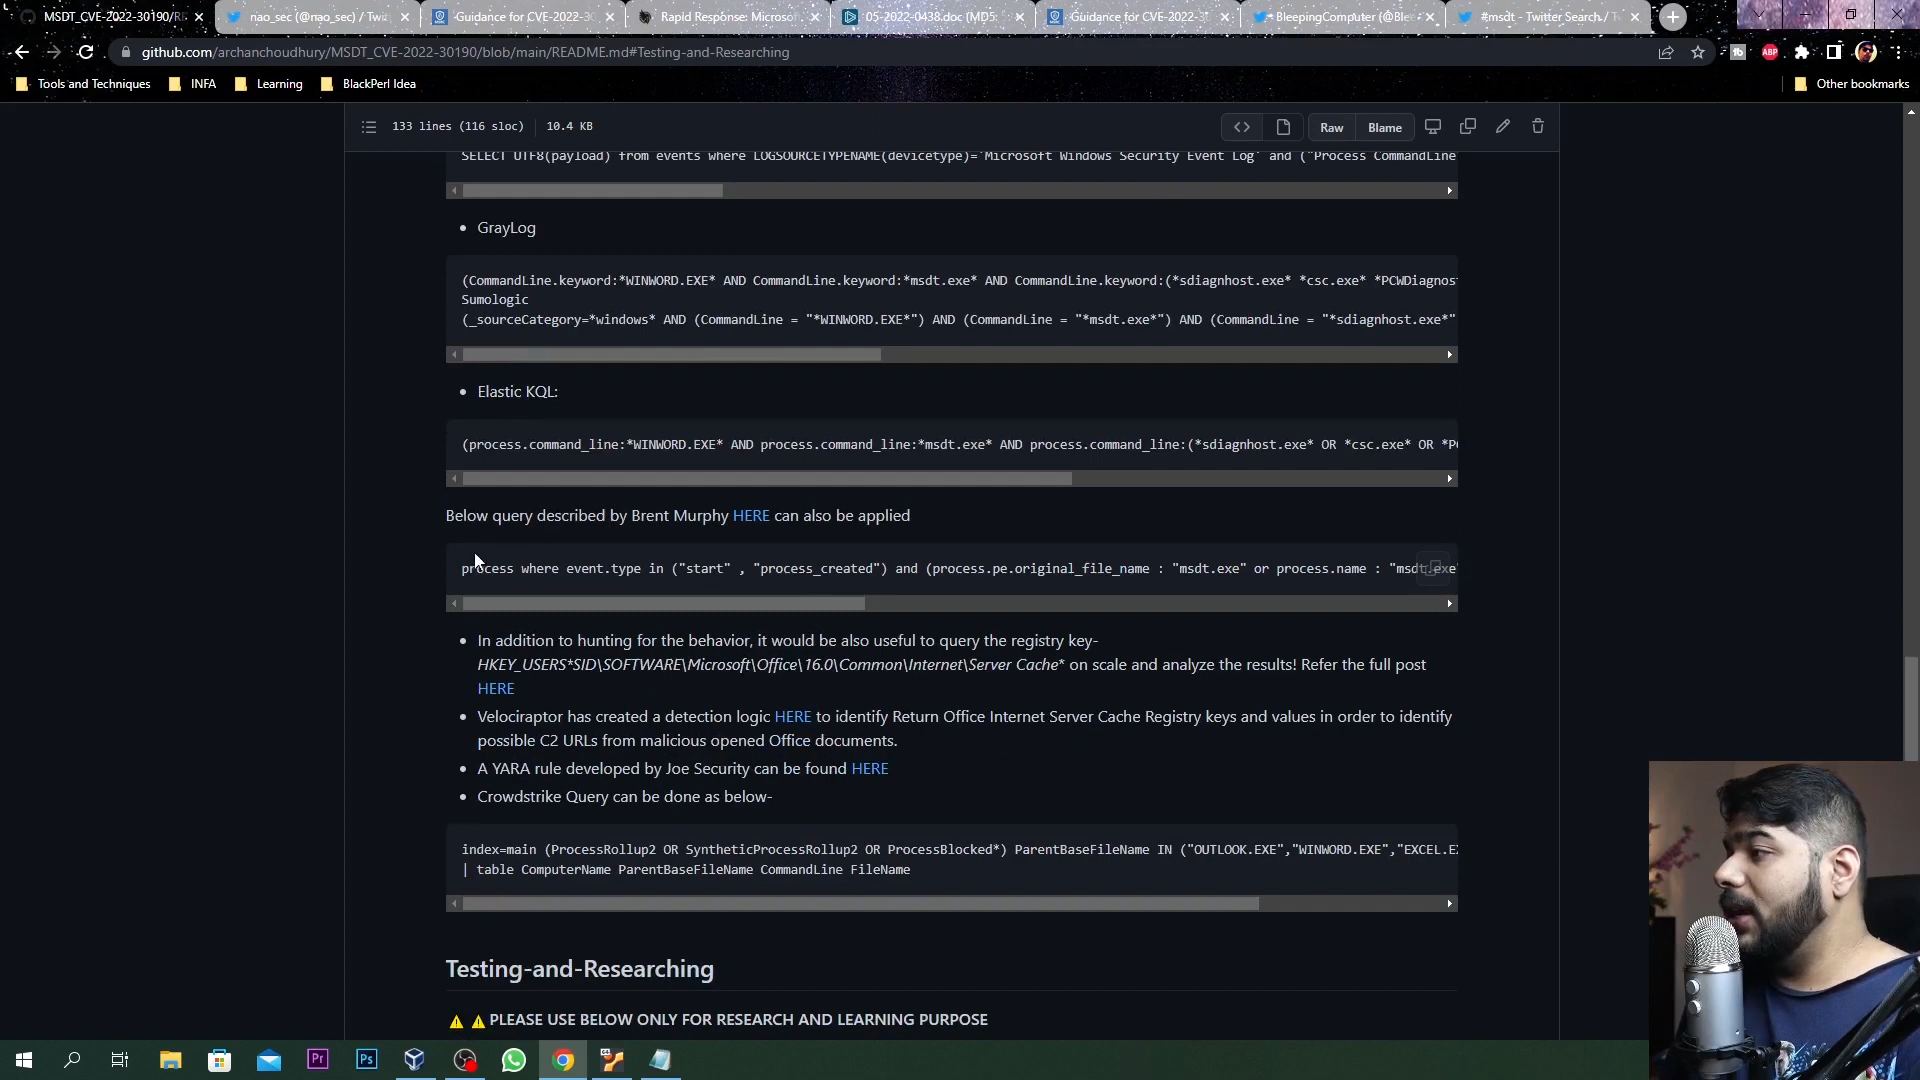 MSDT_CVE-2022-30190/RE
nao_sec (@nao_sec) / Twit
Guidance for CVE-2022-30
Rapid Response: Microsof
05-2022-0438.doc (MD5:
Guidance for CVE-2022-3
BleepingComputer (@Blee
#msdt - Twitter Search / T
github.com/archanchoudhury/MSDT_CVE-2022-30190/blob/main/README.md#Testing-and-Researching
Tools and Techniques
INFA
Learning
BlackPerl Idea
Other bookmarks
133 lines (116 sloc)
10.4 KB
Raw
Blame
SELECT UTF8(payload) from events where LOGSOURCETYPENAME(devicetype)='Microsoft Windows Security Event Log' and ("Process CommandLine
• GrayLog
(CommandLine.keyword:*WINWORD.EXE* AND CommandLine.keyword:*msdt.exe* AND CommandLine.keyword:(*sdiagnhost.exe* *csc.exe* *PCWDiagnost
Sumologic
(_sourceCategory=*windows* AND (CommandLine = "*WINWORD.EXE*") AND (CommandLine = "*msdt.exe*") AND (CommandLine = "*sdiagnhost.exe*"
• Elastic KQL:
(process.command_line:*WINWORD.EXE* AND process.command_line:*msdt.exe* AND process.command_line:(*sdiagnhost.exe* OR *csc.exe* OR *PC
Below query described by Brent Murphy HERE can also be applied
process where event.type in ("start" , "process_created") and (process.pe.original_file_name : "msdt.exe" or process.name : "msdt.exe"
• In addition to hunting for the behavior, it would be also useful to query the registry key-
HKEY_USERS*SID\SOFTWARE\Microsoft\Office\16.0\Common\Internet\Server Cache* on scale and analyze the results! Refer the full post
HERE
• Velociraptor has created a detection logic HERE to identify Return Office Internet Server Cache Registry keys and values in order to identify
possible C2 URLs from malicious opened Office documents.
• A YARA rule developed by Joe Security can be found HERE
• Crowdstrike Query can be done as below-
index=main (ProcessRollup2 OR SyntheticProcessRollup2 OR ProcessBlocked*) ParentBaseFileName IN ("OUTLOOK.EXE","WINWORD.EXE","EXCEL.EX
| table ComputerName ParentBaseFileName CommandLine FileName
Testing-and-Researching
⚠️ ⚠️ PLEASE USE BELOW ONLY FOR RESEARCH AND LEARNING PURPOSE
ABP
Pr
Ps